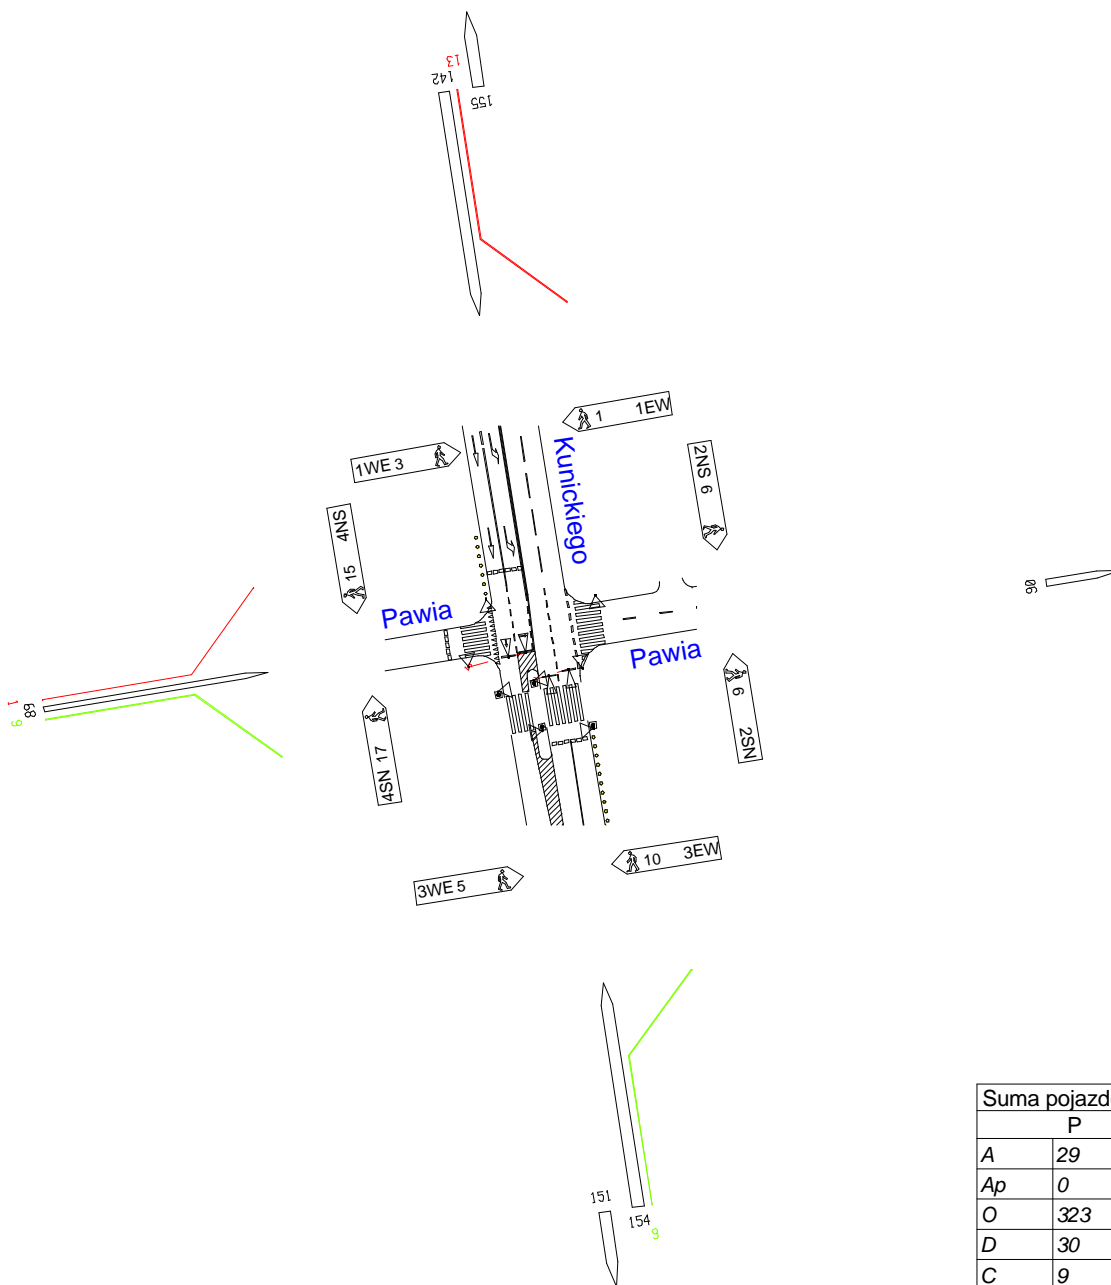 13
142
155
1 1EW
1WE 3
Kunickiego
2NS 6
15 4NS
Pawia
90
Pawia
1
68
9
6 2SN
4SN 17
10 3EW
3WE 5
151
154
9
Suma pojazd
P
A 29
Ap 0
O 323
D 30
C 9